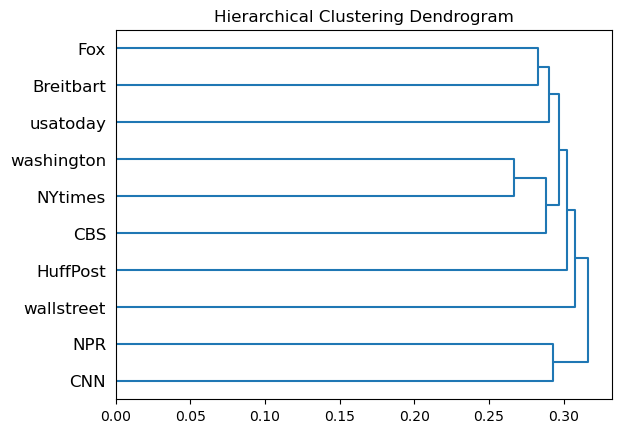 Hierarchical Clustering Dendrogram
Fox
Breitbart
usatoday
washington
NYtimes
CBS
HuffPost
wallstreet
NPR
CNN
0.00 0.05 0.10 0.15 0.20 0.25 0.30